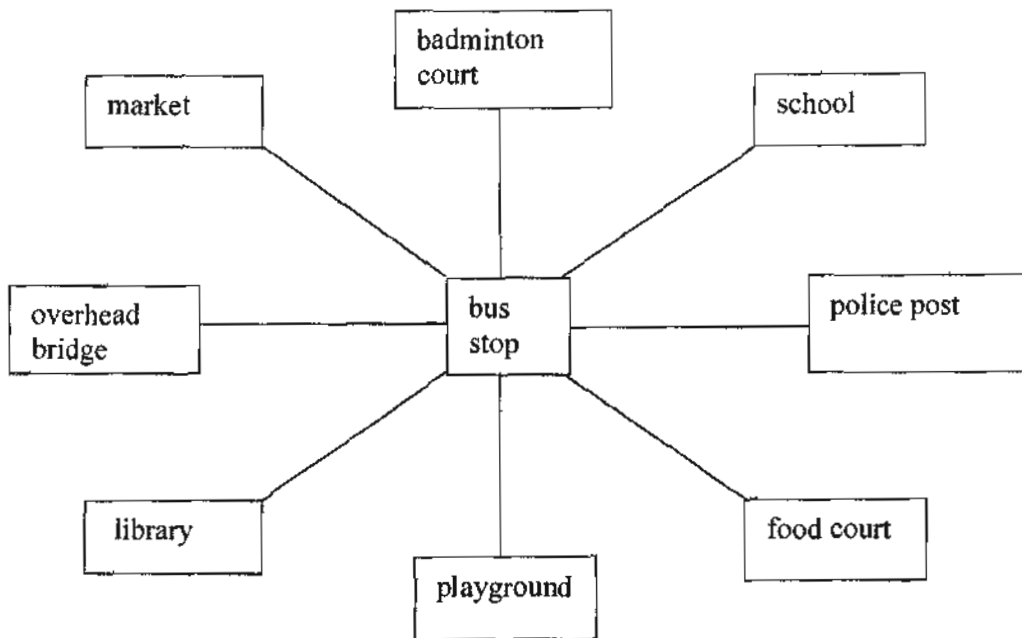 badminton
court
market
school
overhead
bridge
bus
stop
police post
library
food court
playground